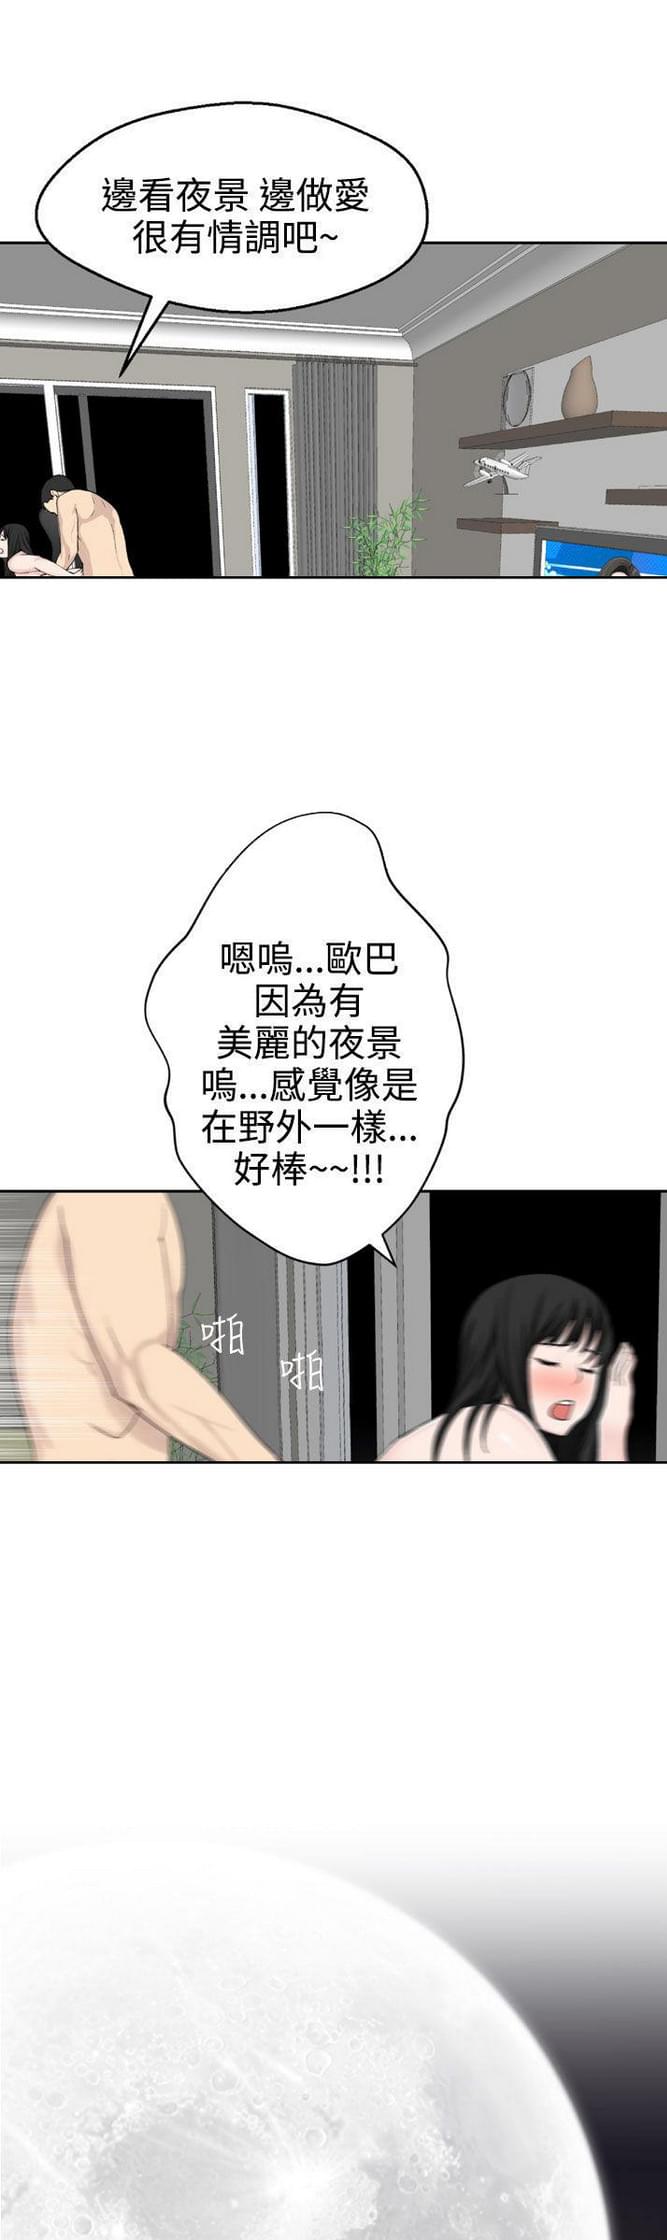 邊看夜景 邊做愛
很有情調吧~
嗯嗚...歐巴
因為有
美麗的夜景
嗚...感覺像是
在野外一樣...
好棒~~!!!
啪
啪